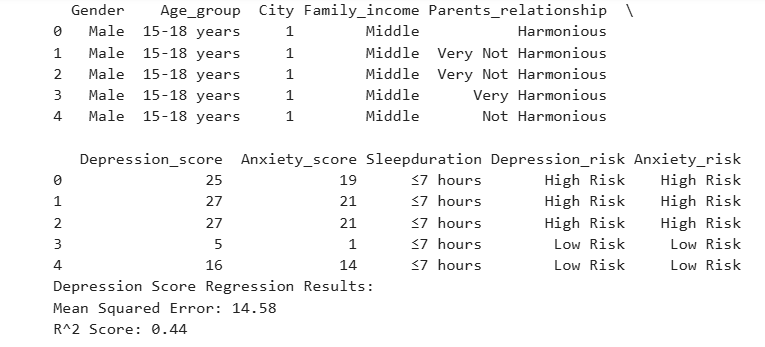 Gender Age_group City Family_income Parents_relationship \
0 Male 15-18 years 1 Middle Harmonious
1 Male 15-18 years 1 Middle Very Not Harmonious
2 Male 15-18 years 1 Middle Very Not Harmonious
3 Male 15-18 years 1 Middle Very Harmonious
4 Male 15-18 years 1 Middle Not Harmonious
Depression_score Anxiety_score Sleepduration Depression_risk Anxiety_risk
0 25 19 ≤7 hours High Risk High Risk
1 27 21 ≤7 hours High Risk High Risk
2 27 21 ≤7 hours High Risk High Risk
3 5 1 ≤7 hours Low Risk Low Risk
4 16 14 ≤7 hours Low Risk Low Risk
Depression Score Regression Results:
Mean Squared Error: 14.58
R^2 Score: 0.44